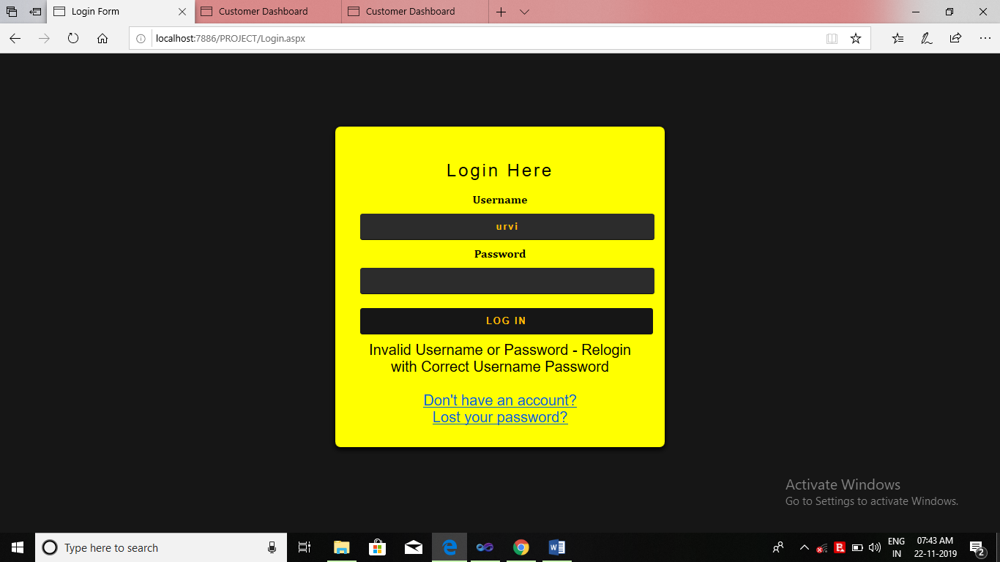 Login Form
Customer Dashboard
Customer Dashboard
localhost:7886/PROJECT/Login.aspx
Login Here
Username
urvi
Password
LOG IN
Invalid Username or Password - Relogin
with Correct Username Password
Don't have an account?
Lost your password?
Activate Windows
Go to Settings to activate Windows.
Type here to search
ENG
IN
07:43 AM
22-11-2019
2